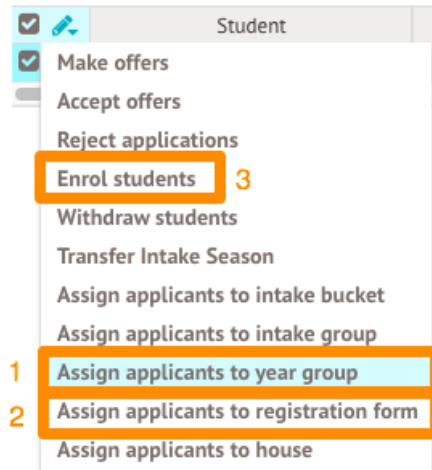 Student
Make offers
Accept offers
Reject applications
Enrol students 3
Withdraw students
Transfer Intake Season
Assign applicants to intake bucket
Assign applicants to intake group
1 Assign applicants to year group
2 Assign applicants to registration form
Assign applicants to house